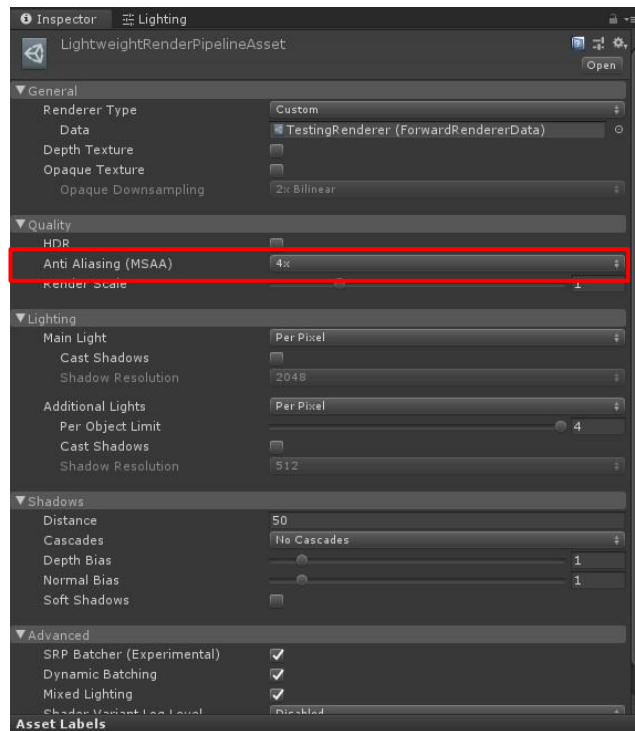 Inspector Lighting
LightweightRenderPipelineAsset
Open
General
Renderer Type Custom
Data TestingRenderer (ForwardRendererData)
Depth Texture
Opaque Texture
Opaque Downsampling 2x Bilinear
Quality
HDR
Anti Aliasing (MSAA) 4x
Render Scale 1
Lighting
Main Light Per Pixel
Cast Shadows
Shadow Resolution 2048
Additional Lights Per Pixel
Per Object Limit 4
Cast Shadows
Shadow Resolution 512
Shadows
Distance 50
Cascades No Cascades
Depth Bias 1
Normal Bias 1
Soft Shadows
Advanced
SRP Batcher (Experimental)
Dynamic Batching
Mixed Lighting
Shader Variant Log Level Disabled
Asset Labels